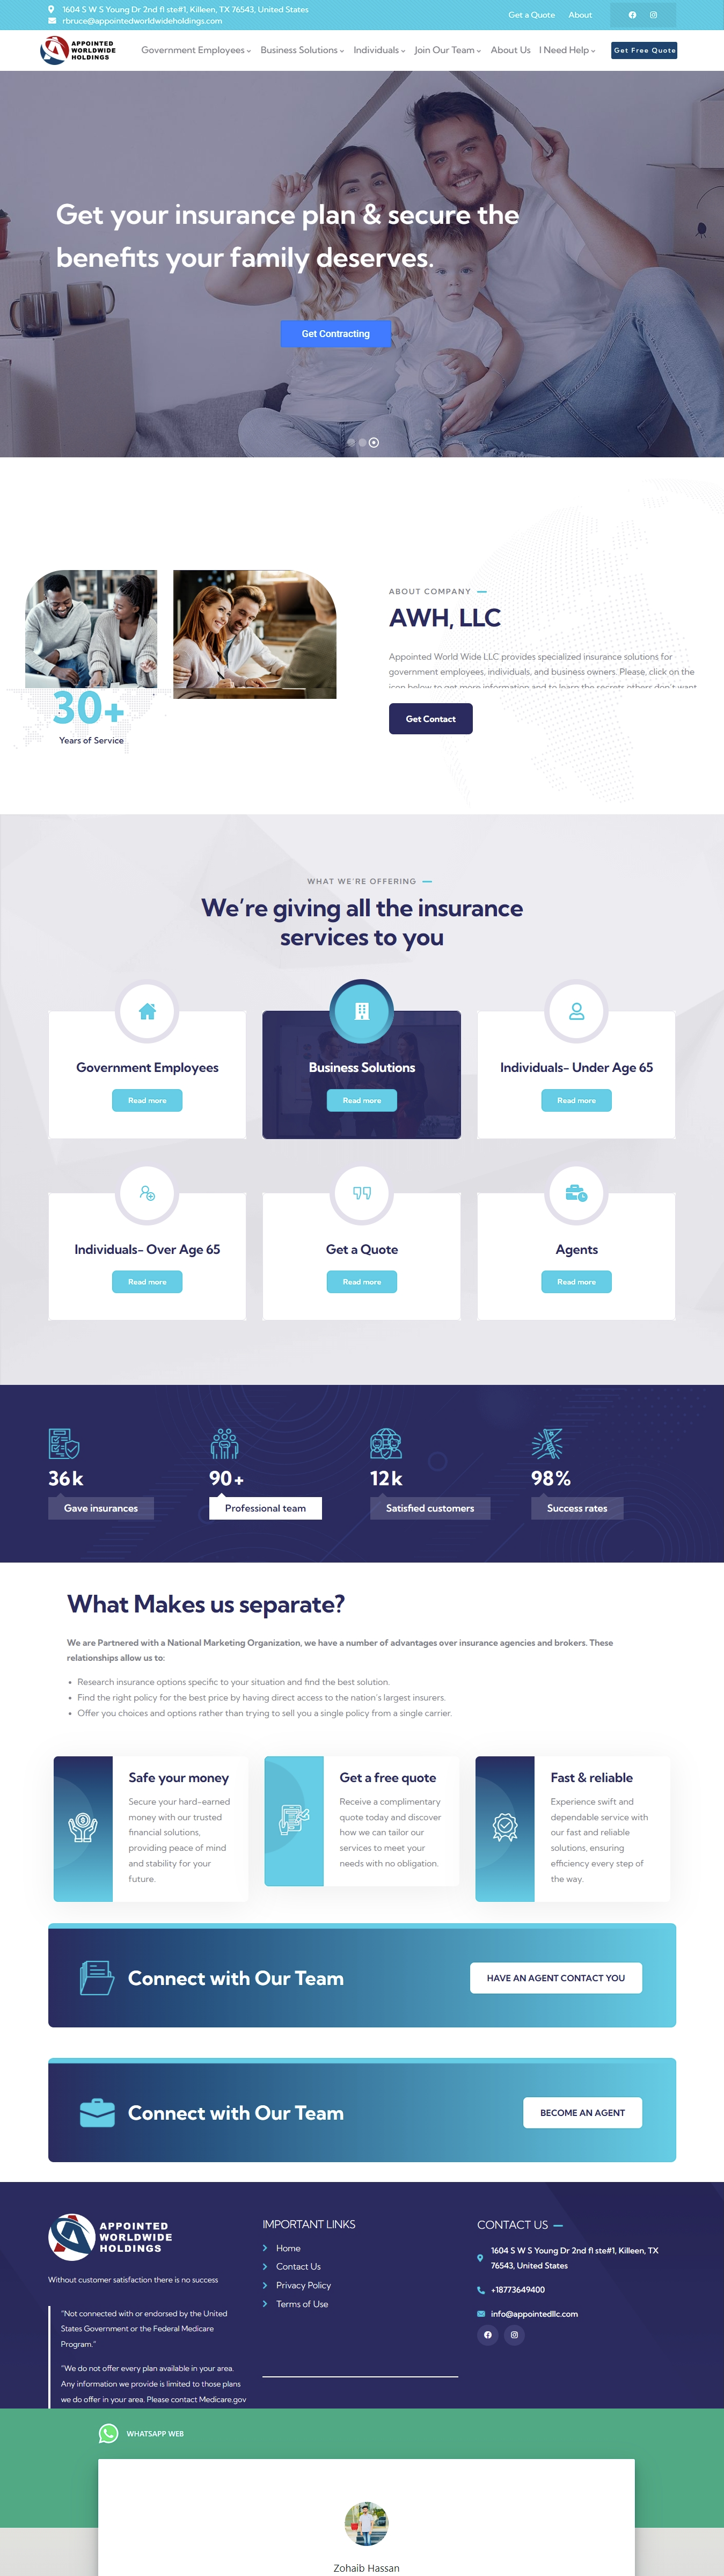 1604 S W S Young Dr 2nd fl ste#1, Killeen, TX 76543, United States
rbruce@appointedworldwideholdings.com
Get a Quote
About
APPOINTED
WORLDWIDE
HOLDINGS
Government Employees
Business Solutions
Individuals
Join Our Team
About Us
I Need Help
Get Free Quote
Get your insurance plan & secure the
benefits your family deserves.
Get Contracting
30+
Years of Service
ABOUT COMPANY
AWH, LLC
Appointed World Wide LLC provides specialized insurance solutions for
government employees, individuals, and business owners. Please, click on the
icon below to get more information and to learn the secrets others don't want
Get Contact
WHAT WE'RE OFFERING
We're giving all the insurance
services to you
Government Employees
Read more
Business Solutions
Read more
Individuals- Under Age 65
Read more
Individuals- Over Age 65
Read more
Get a Quote
Read more
Agents
Read more
36k
Gave insurances
90+
Professional team
12k
Satisfied customers
98%
Success rates
What Makes us separate?
We are Partnered with a National Marketing Organization, we have a number of advantages over insurance agencies and brokers. These
relationships allow us to:
Research insurance options specific to your situation and find the best solution.
Find the right policy for the best price by having direct access to the nation's largest insurers.
Offer you choices and options rather than trying to sell you a single policy from a single carrier.
Safe your money
Secure your hard-earned
money with our trusted
financial solutions,
providing peace of mind
and stability for your
future.
Get a free quote
Receive a complimentary
quote today and discover
how we can tailor our
services to meet your
needs with no obligation.
Fast & reliable
Experience swift and
dependable service with
our fast and reliable
solutions, ensuring
efficiency every step of
the way.
Connect with Our Team
HAVE AN AGENT CONTACT YOU
Connect with Our Team
BECOME AN AGENT
APPOINTED
WORLDWIDE
HOLDINGS
Without customer satisfaction there is no success
"Not connected with or endorsed by the United
States Government or the Federal Medicare
Program."
"We do not offer every plan available in your area.
Any information we provide is limited to those plans
we do offer in your area. Please contact Medicare.gov
IMPORTANT LINKS
Home
Contact Us
Privacy Policy
Terms of Use
CONTACT US
1604 S W S Young Dr 2nd fl ste#1, Killeen, TX
76543, United States
+18773649400
info@appointedllc.com
WHATSAPP WEB
Zohaib Hassan